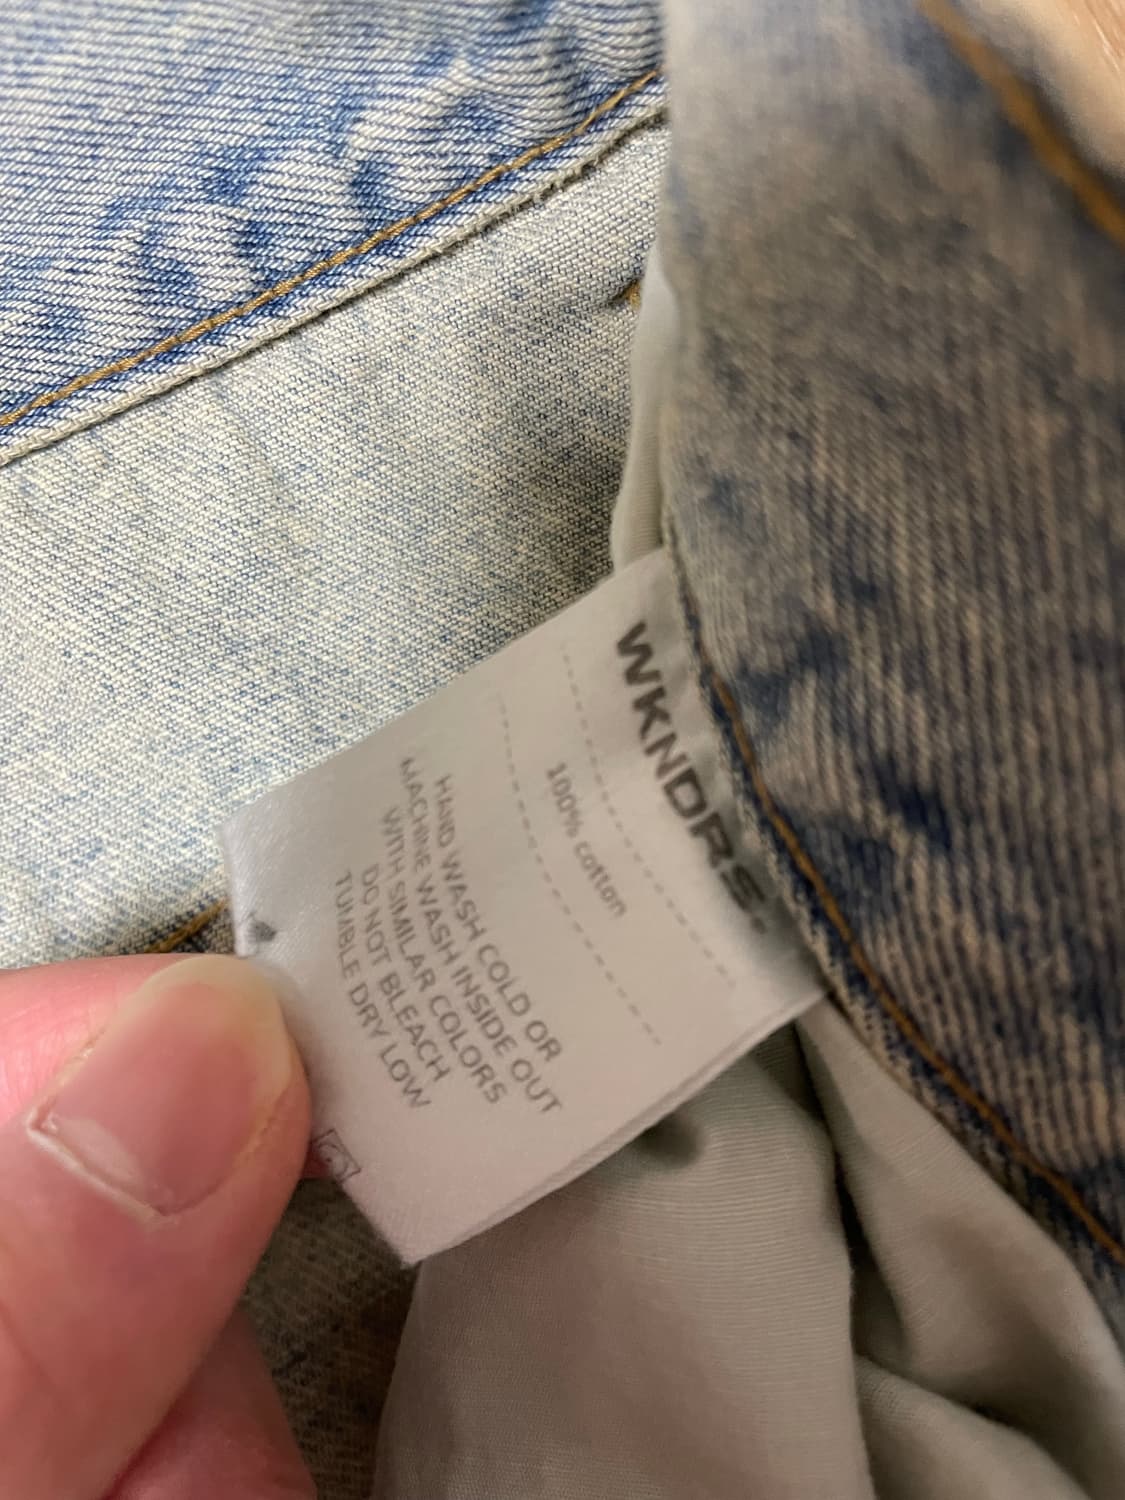 WKNDRS.
100% cotton
HAND WASH COLD OR
MACHINE WASH INSIDE OUT
WITH SIMILAR COLORS
DO NOT BLEACH
TUMBLE DRY LOW